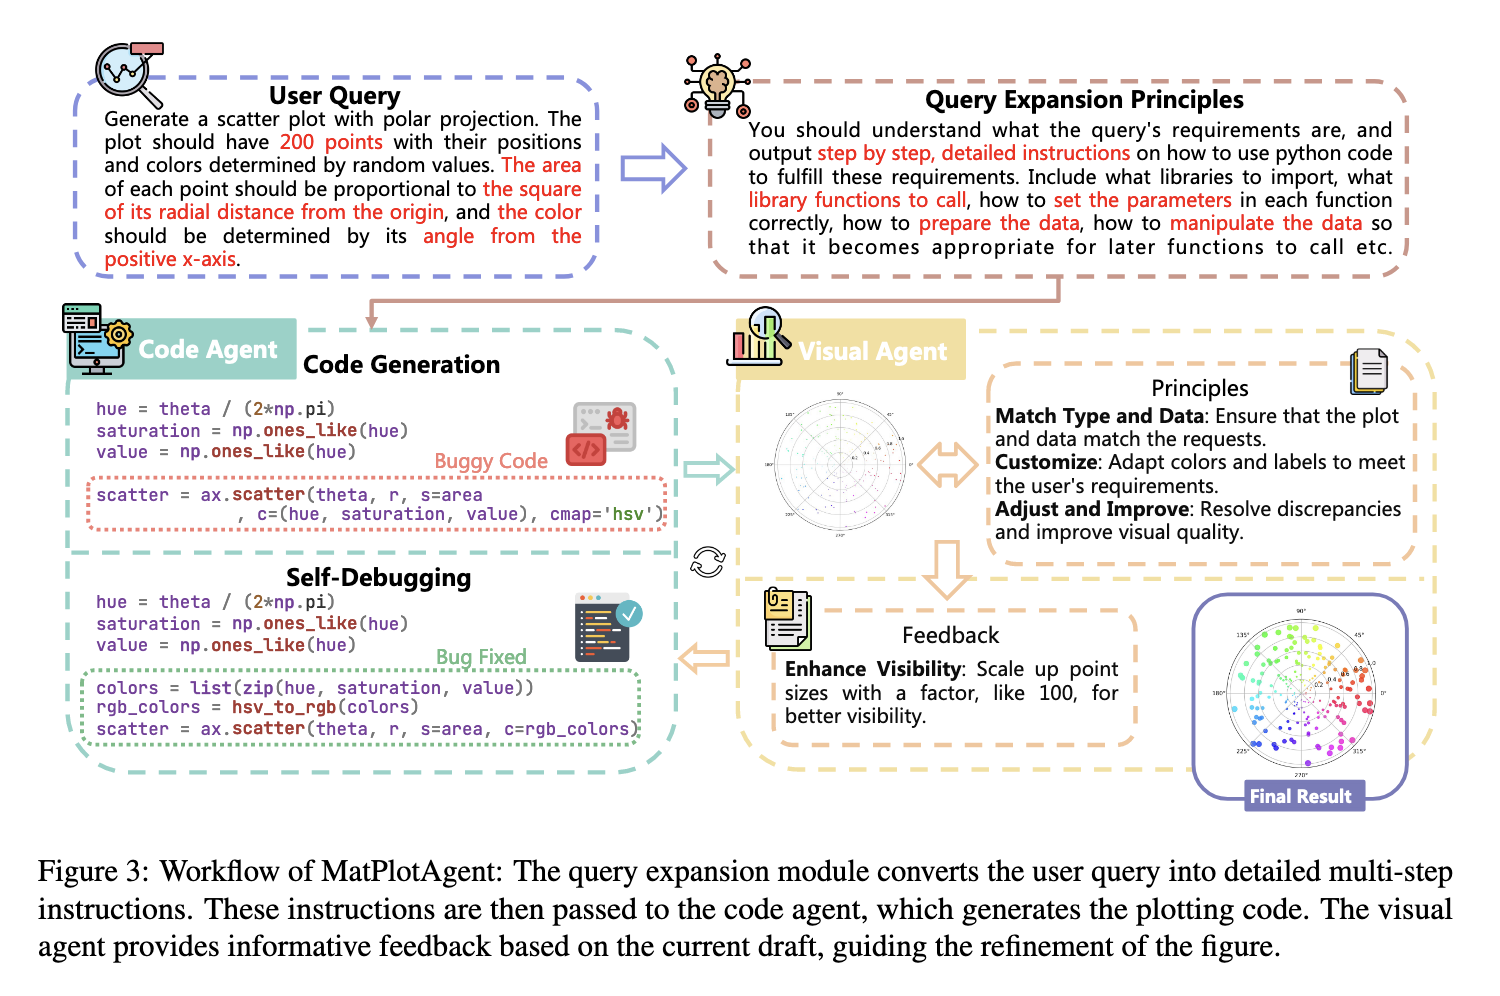 User Query
Generate a scatter plot with polar projection. The
plot should have 200 points with their positions
and colors determined by random values. The area
of each point should be proportional to the square
of its radial distance from the origin, and the color
should be determined by its angle from the
positive x-axis.
Query Expansion Principles
You should understand what the query's requirements are, and
output step by step, detailed instructions on how to use python code
to fulfill these requirements. Include what libraries to import, what
library functions to call, how to set the parameters in each function
correctly, how to prepare the data, how to manipulate the data so
that it becomes appropriate for later functions to call etc.
Code Agent
Code Generation
hue = theta / (2*np.pi)
saturation = np.ones_like(hue)
value = np.ones_like(hue)
Buggy Code
scatter = ax.scatter(theta, r, s=area
, c=(hue, saturation, value), cmap='hsv')
Self-Debugging
hue = theta / (2*np.pi)
saturation = np.ones_like(hue)
value = np.ones_like(hue)
Bug Fixed
colors = list(zip(hue, saturation, value))
rgb_colors = hsv_to_rgb(colors)
scatter = ax.scatter(theta, r, s=area, c=rgb_colors)
Visual Agent
Principles
Match Type and Data: Ensure that the plot
and data match the requests.
Customize: Adapt colors and labels to meet
the user's requirements.
Adjust and Improve: Resolve discrepancies
and improve visual quality.
Feedback
Enhance Visibility: Scale up point
sizes with a factor, like 100, for
better visibility.
90°
135°
45°
180°
0°
225°
315°
270°
0.2
0.4
1.0
Final Result
Figure 3: Workflow of MatPlotAgent: The query expansion module converts the user query into detailed multi-step
instructions. These instructions are then passed to the code agent, which generates the plotting code. The visual
agent provides informative feedback based on the current draft, guiding the refinement of the figure.